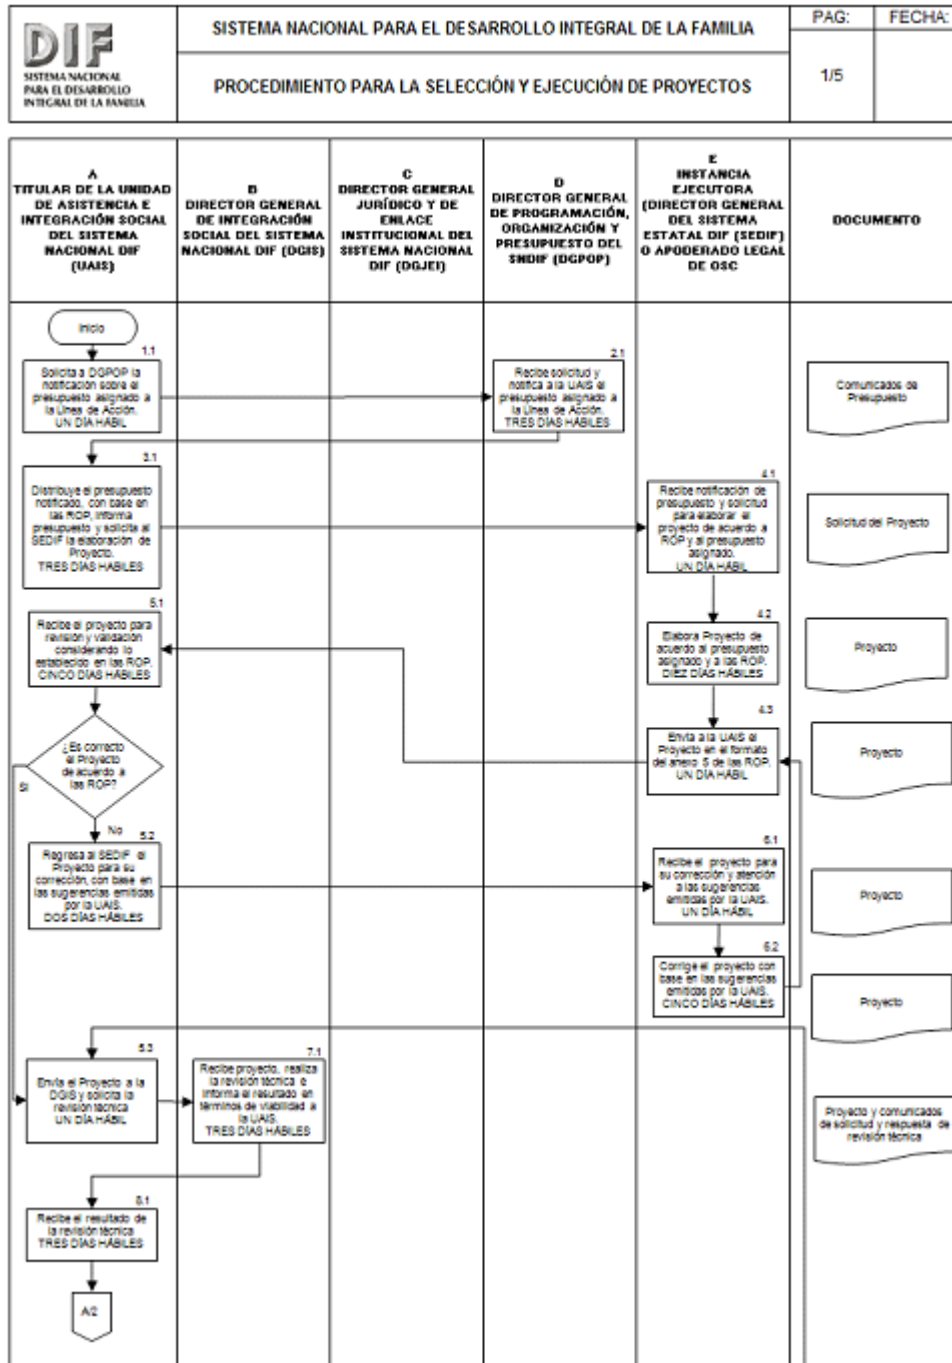 DIF
SISTEMA NACIONAL
PARA EL DESARROLLO
INTEGRAL DE LA FAMILIA
SISTEMA NACIONAL PARA EL DESARROLLO INTEGRAL DE LA FAMILIA
PROCEDIMIENTO PARA LA SELECCIÓN Y EJECUCIÓN DE PROYECTOS
PAG:
FECHA:
1/5
A
TITULAR DE LA UNIDAD
DE ASISTENCIA E
INTEGRACIÓN SOCIAL
DEL SISTEMA
NACIONAL DIF
(UAIS)
B
DIRECTOR GENERAL
DE INTEGRACIÓN
SOCIAL DEL SISTEMA
NACIONAL DIF (DGIS)
C
DIRECTOR GENERAL
JURÍDICO Y DE
ENLACE
INSTITUCIONAL DEL
SISTEMA NACIONAL
DIF (DGJEI)
D
DIRECTOR GENERAL
DE PROGRAMACIÓN,
ORGANIZACIÓN Y
PRESUPUESTO DEL
SNDIF (DGPOP)
E
INSTANCIA
EJECUTORA
(DIRECTOR GENERAL
DEL SISTEMA
ESTATAL DIF (SEDIF)
O APODERADO LEGAL
DE OSC
DOCUMENTO
Inicio
1.1
Solicita a DGPOP la
notificación sobre el
presupuesto asignado a
la Línea de Acción.
UN DÍA HÁBIL
2.1
Recibe solicitud y
notifica a la UAIS el
presupuesto asignado a
la Línea de Acción.
TRES DÍAS HÁBILES
Comunicados de
Presupuesto
3.1
Distribuye el presupuesto
notificado, con base en
las ROP, informa
presupuesto y solicita al
SEDIF la elaboración de
Proyecto.
TRES DÍAS HÁBILES
4.1
Recibe notificación de
presupuesto y solicitud
para elaborar el
proyecto de acuerdo a
ROP y al presupuesto
asignado.
UN DÍA HÁBIL
Solicitud del Proyecto
5.1
Recibe el proyecto para
revisión y validación
considerando lo
establecido en las ROP.
CINCO DÍAS HÁBILES
4.2
Elabora Proyecto de
acuerdo al presupuesto
asignado y a las ROP.
DIEZ DÍAS HÁBILES
Proyecto
4.3
Envía a la UAIS el
Proyecto en el formato
del anexo 5 de las ROP.
UN DÍA HÁBIL
Proyecto
¿Es correcto
el Proyecto
de acuerdo a
las ROP?
SI
No
5.2
Regresa al SEDIF el
Proyecto para su
corrección, con base en
las sugerencias emitidas
por la UAIS.
DOS DÍAS HÁBILES
6.1
Recibe el proyecto para
su corrección y atención
a las sugerencias
emitidas por la UAIS.
UN DÍA HÁBIL
Proyecto
6.2
Corrige el proyecto con
base en las sugerencias
emitidas por la UAIS.
CINCO DÍAS HÁBILES
Proyecto
5.3
Envía el Proyecto a la
DGIS y solicita la
revisión técnica
UN DÍA HÁBIL
7.1
Recibe proyecto, realiza
la revisión técnica e
informa el resultado en
términos de viabilidad a
la UAIS.
TRES DÍAS HÁBILES
Proyecto y comunicados
de solicitud y respuesta de
revisión técnica
8.1
Recibe el resultado de
la revisión técnica
TRES DÍAS HÁBILES
A/2